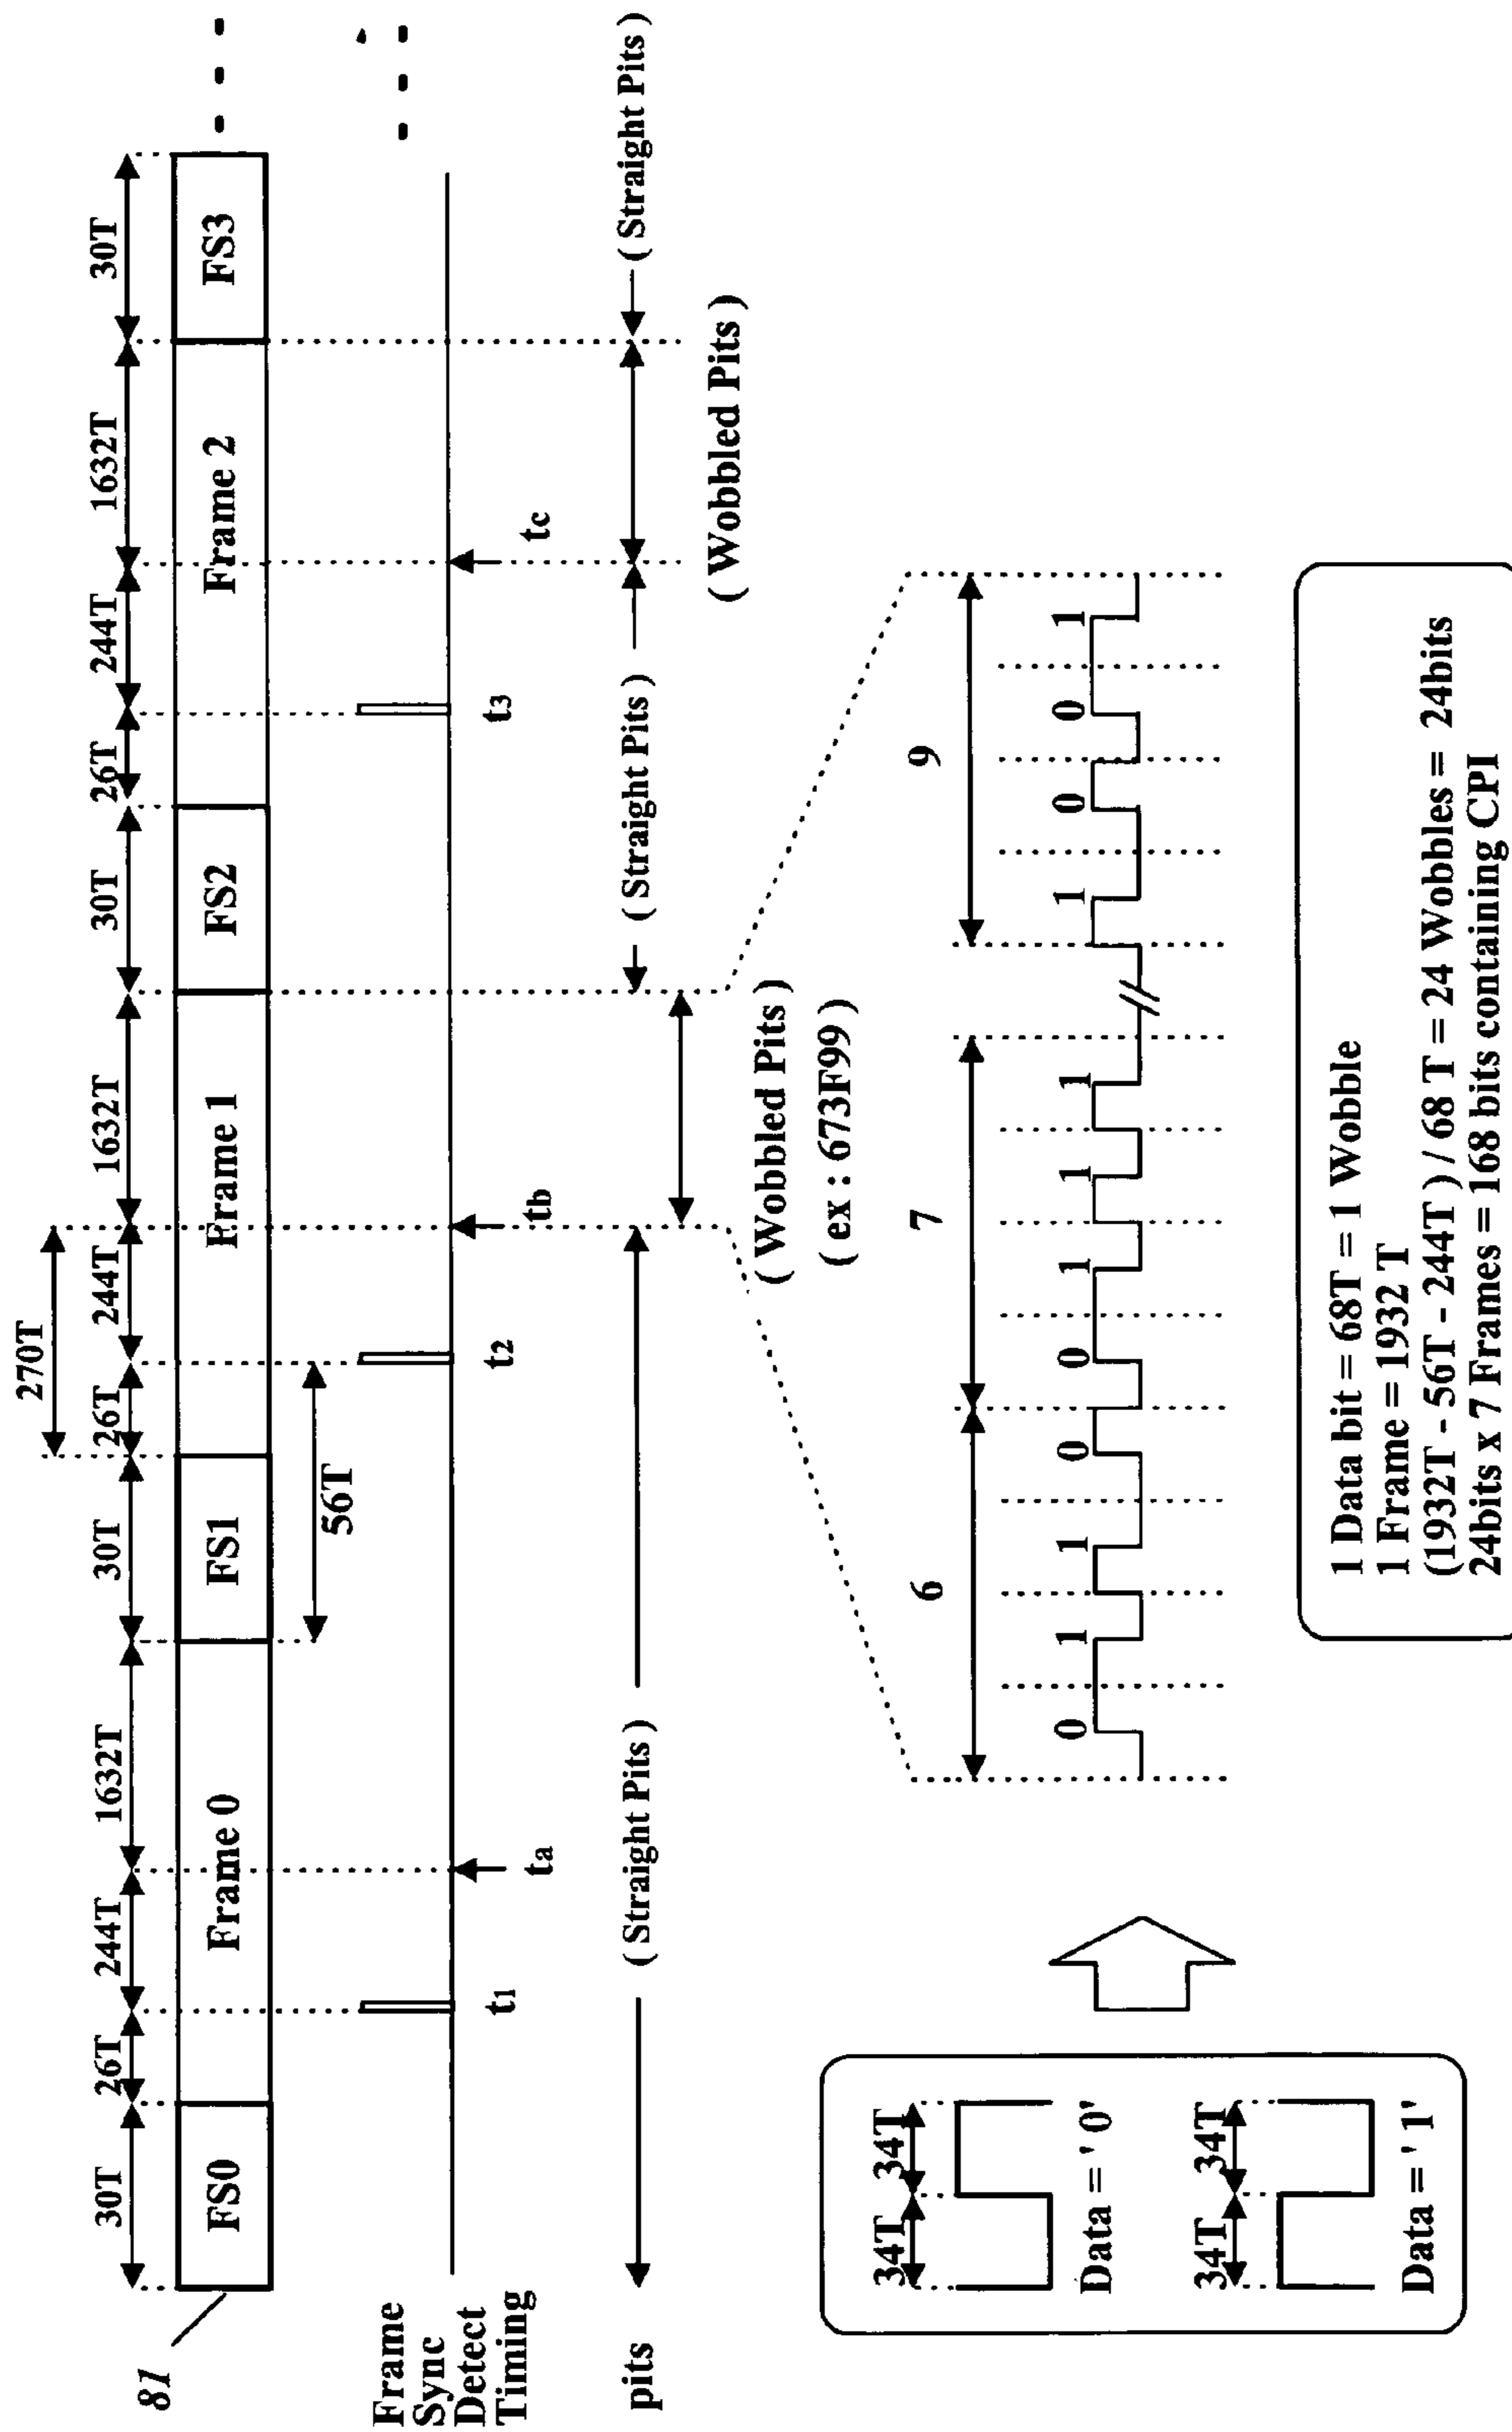 270T
30T 26T 244T 1632T 30T 26T 244T 1632T 30T 26T 244T 1632T 30T
81
FS0 Frame 0 FS1 Frame 1 FS2 Frame 2 FS3
56T
Frame
Sync
Detect
Timing
t1 ta t2 tb t3 tc
pits
( Straight Pits ) ( Straight Pits ) ( Straight Pits )
( Wobbled Pits )
( Wobbled Pits )
( ex : 673F99 )
6 7 9
0 1 1 0 0 1 1 1 1 0 0 1
34T 34T
Data = ' 0'
34T 34T
Data = ' 1'
1 Data bit = 68T = 1 Wobble
1 Frame = 1932 T
(1932T - 56T - 244T ) / 68 T = 24 Wobbles = 24bits
24bits x 7 Frames = 168 bits containing CPI